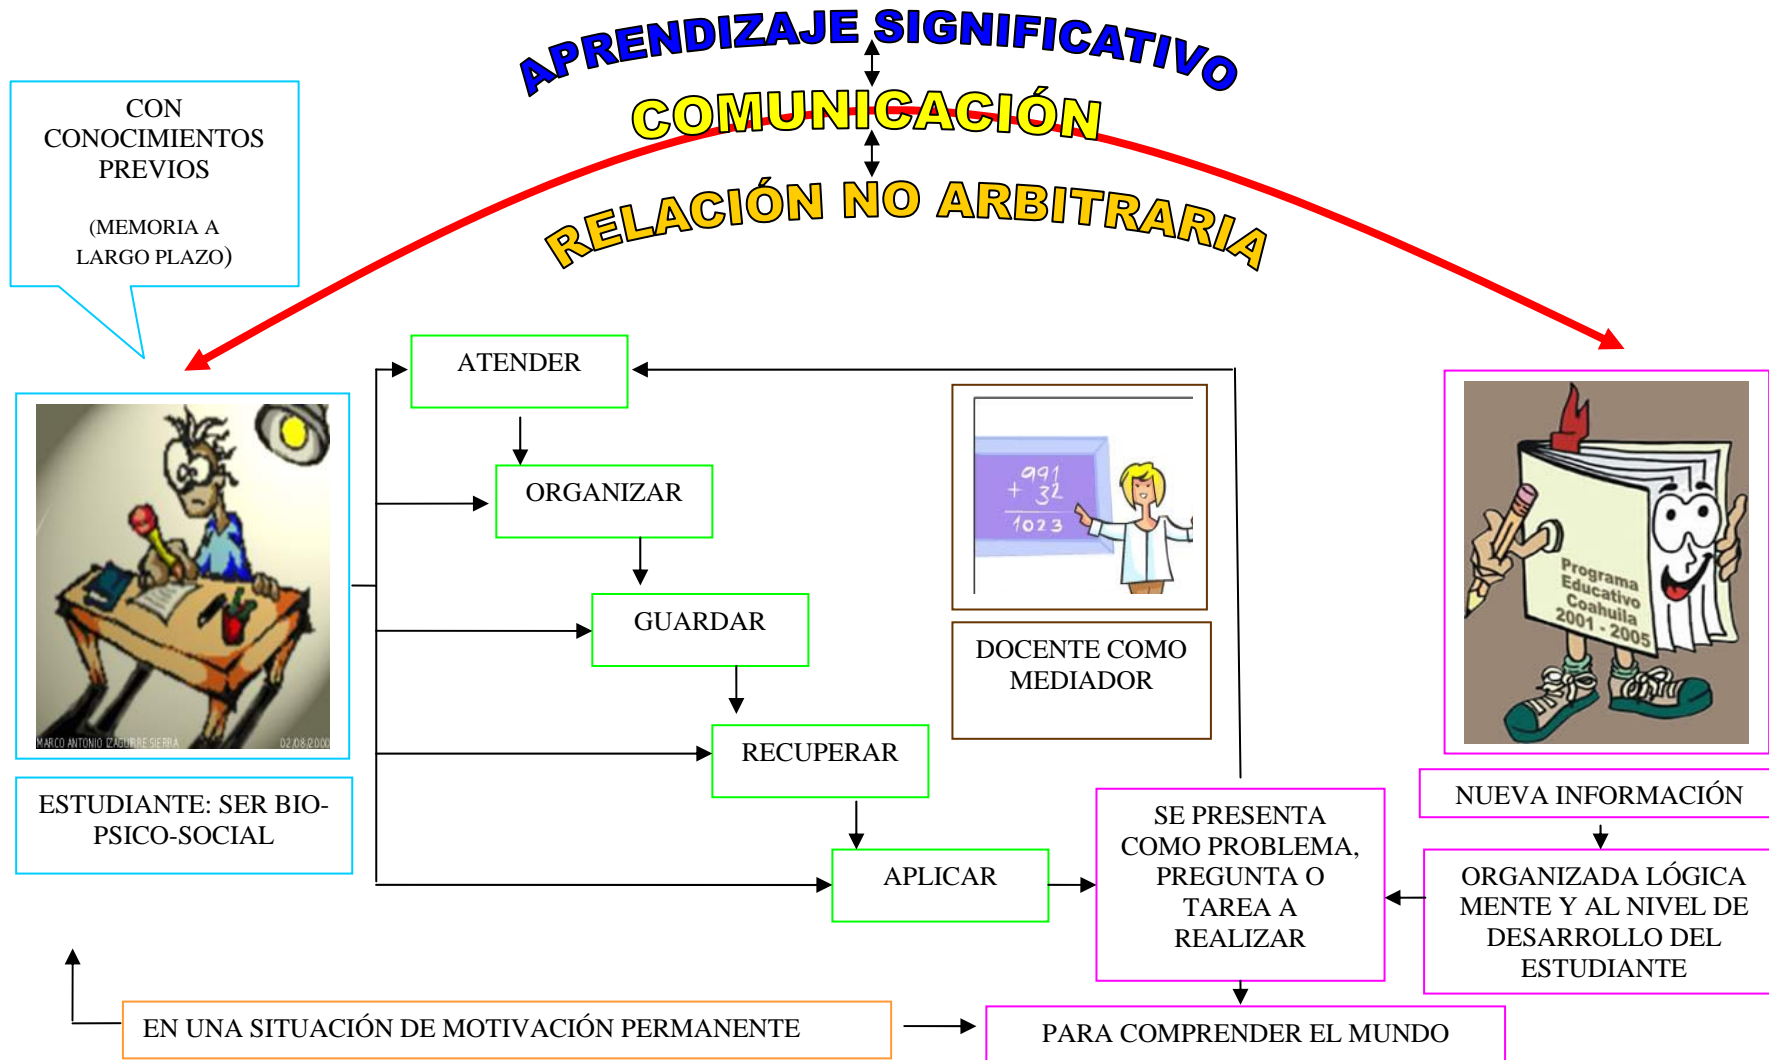 APRENDIZAJE SIGNIFICATIVO
COMUNICACIÓN
RELACIÓN NO ARBITRARIA
CON
CONOCIMIENTOS
PREVIOS
(MEMORIA A
LARGO PLAZO)
ATENDER
ORGANIZAR
GUARDAR
RECUPERAR
APLICAR
991
+ 32
1023
DOCENTE COMO
MEDIADOR
Programa
Educativo
Coahuila
2001 - 2005
MARCO ANTONIO IZAGUIRRE SIERRA 02/08/2000
ESTUDIANTE: SER BIO-
PSICO-SOCIAL
SE PRESENTA
COMO PROBLEMA,
PREGUNTA O
TAREA A
REALIZAR
NUEVA INFORMACIÓN
ORGANIZADA LÓGICA
MENTE Y AL NIVEL DE
DESARROLLO DEL
ESTUDIANTE
EN UNA SITUACIÓN DE MOTIVACIÓN PERMANENTE
PARA COMPRENDER EL MUNDO